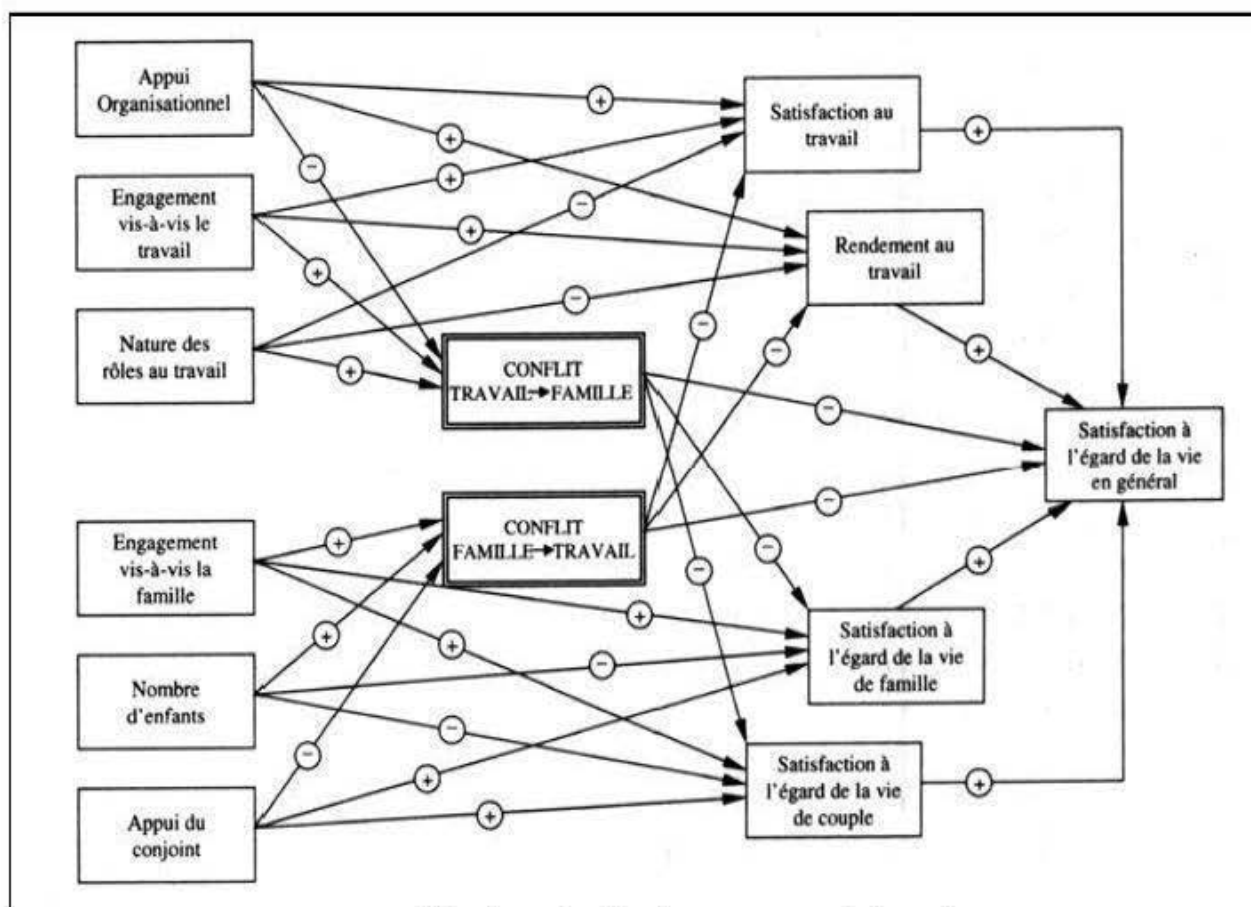 Appui
Organisationnel
Engagement
vis-à-vis le
travail
Nature des
rôles au travail
Engagement
vis-à-vis la
famille
Nombre
d'enfants
Appui du
conjoint
CONFLIT
TRAVAIL→FAMILLE
CONFLIT
FAMILLE→TRAVAIL
Satisfaction au
travail
Rendement au
travail
Satisfaction à
l'égard de la vie
de famille
Satisfaction à
l'égard de la vie
de couple
Satisfaction à
l'égard de la vie
en général